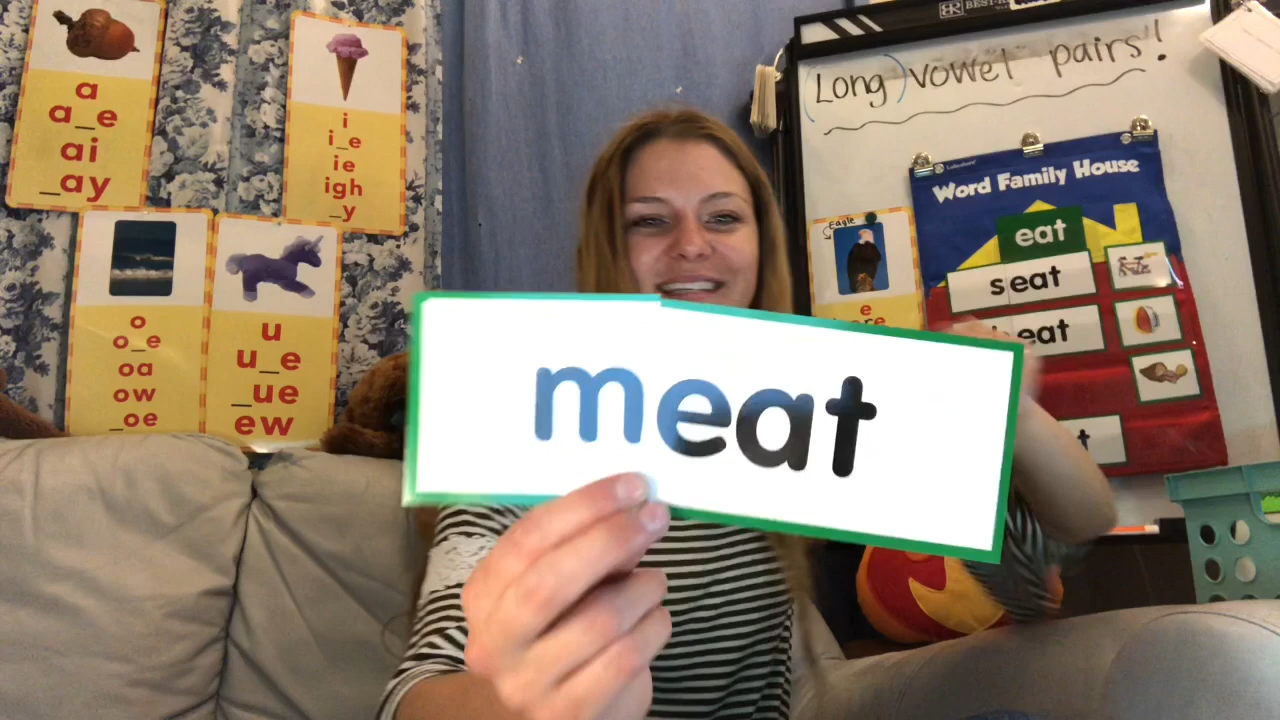 a
a_e
ai
_ay
i
i_e
ie
igh
_y
o
o_e
oa
ow
_oe
u
u_e
_ue
ew
(Long) vowel pairs!
Eagle
e
Word Family House
eat
seat
eat
t
meat